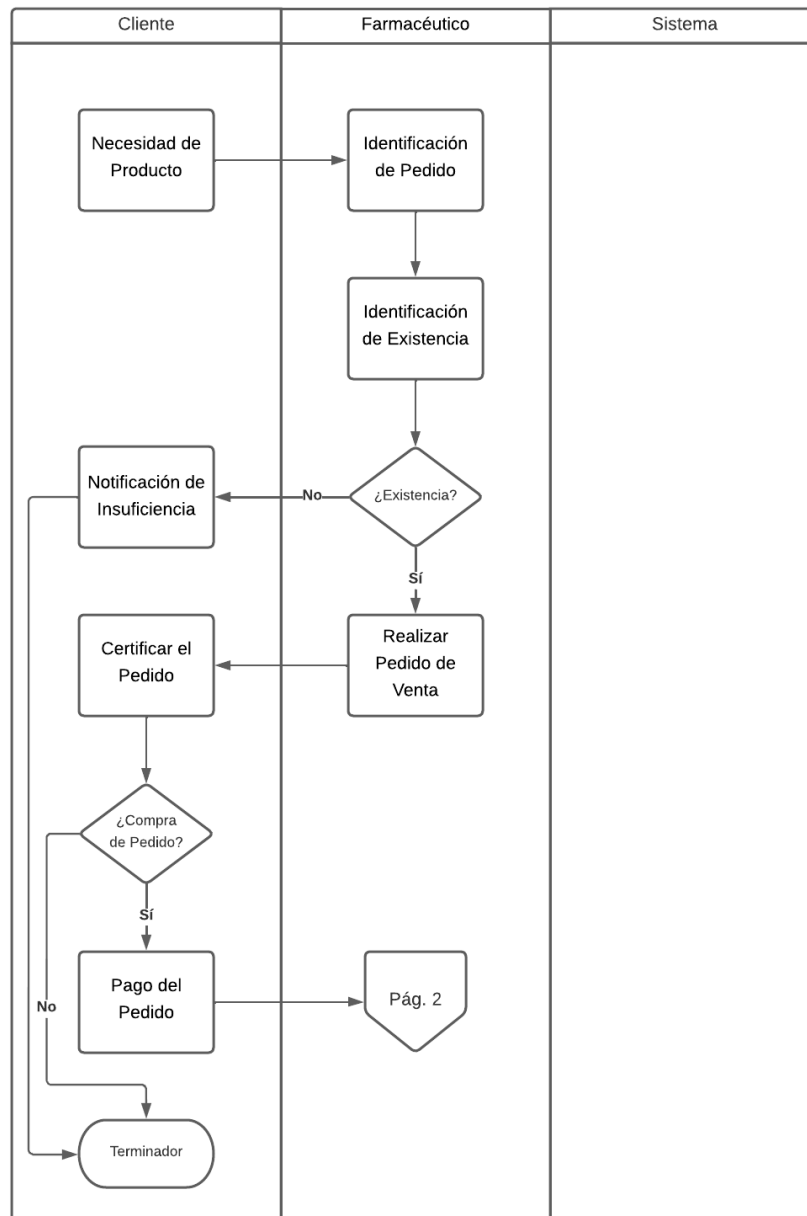 Cliente
Farmacéutico
Sistema
Necesidad de
Producto
Identificación
de Pedido
Identificación
de Existencia
¿Existencia?
No
Notificación de
Insuficiencia
Sí
Realizar
Pedido de
Venta
Certificar el
Pedido
¿Compra
de Pedido?
Sí
No
Pago del
Pedido
Pág. 2
Terminador